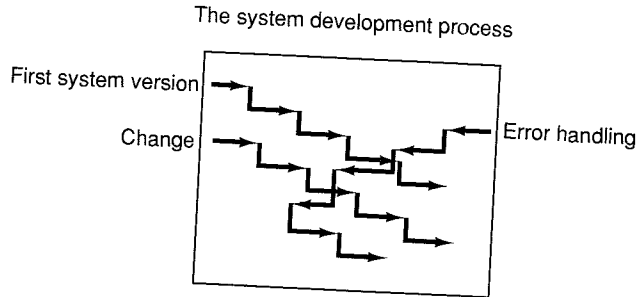 The system development process
First system version
Change
Error handling